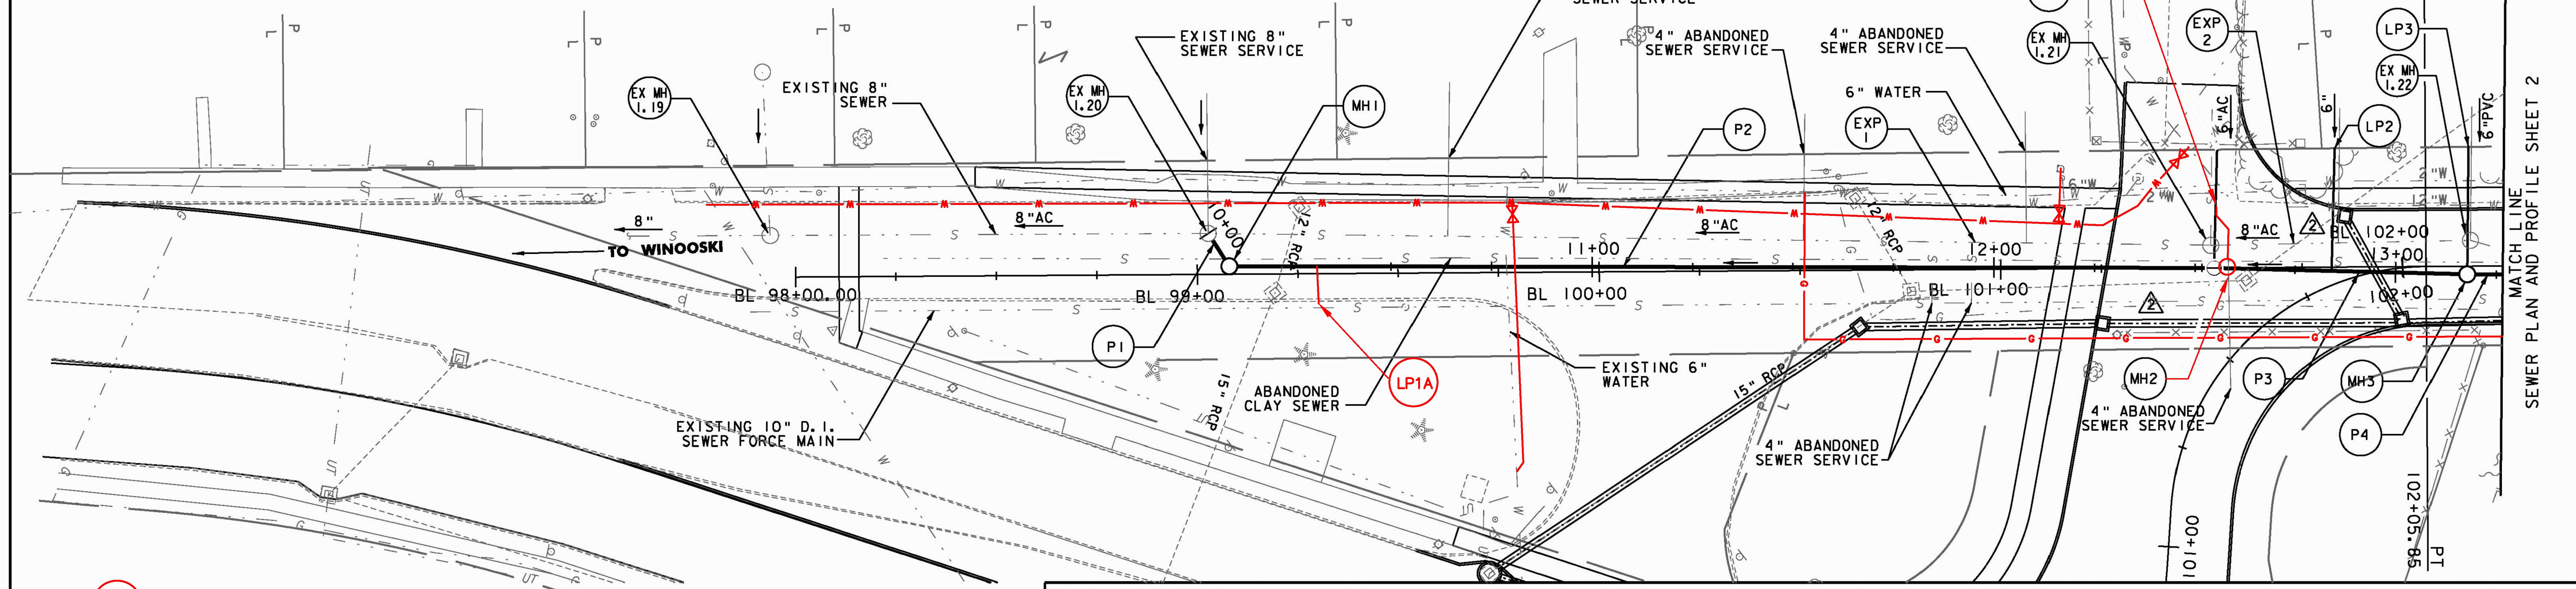 SEWER SERVICE
EXISTING 8"
SEWER SERVICE
4" ABANDONED
SEWER SERVICE
4" ABANDONED
SEWER SERVICE
EX MH
1.21
EXP
2
LP3
EX MH
1.22
EX MH
1.19
EXISTING 8"
SEWER
EX MH
1.20
MH1
P2
6" WATER
EXP
1
6"AC
6"
LP2
6"PVC
MATCH LINE
SEWER PLAN AND PROFILE SHEET 2
8"
TO WINOOSKI
8"AC
10+00
12" RCP
11+00
8"AC
12" RCP
12+00
6"W
8"AC
2
BL 102+00
13+00
BL 98+00.00
BL 99+00
BL 100+00
BL 101+00
2
102+00
P1
15" RCP
ABANDONED
CLAY SEWER
LP1A
EXISTING 6"
WATER
15" RCP
MH2
P3
MH3
EXISTING 10" D.I.
SEWER FORCE MAIN
4" ABANDONED
SEWER SERVICE
4" ABANDONED
SEWER SERVICE
P4
101+00
102+05.85
PT